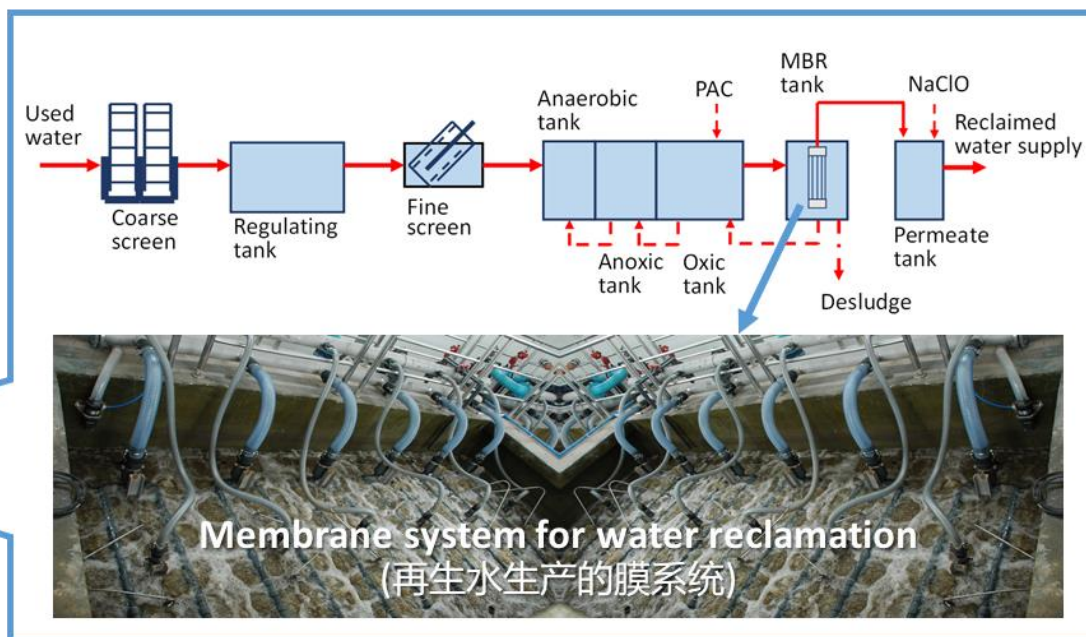 Used
water
Coarse
screen
Regulating
tank
Fine
screen
Anaerobic
tank
PAC
Anoxic
tank
Oxic
tank
MBR
tank
NaClO
Reclaimed
water supply
Permeate
tank
Desludge
Membrane system for water reclamation
(再生水生产的膜系统)